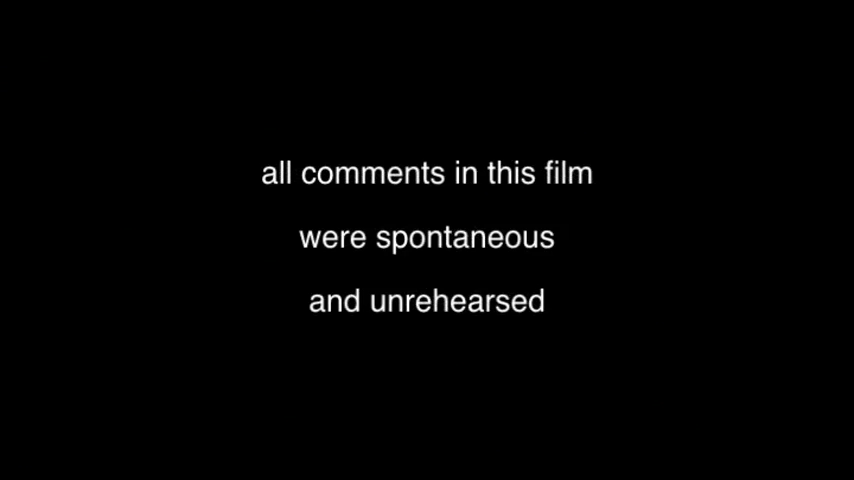 all comments in this film
were spontaneous
and unrehearsed